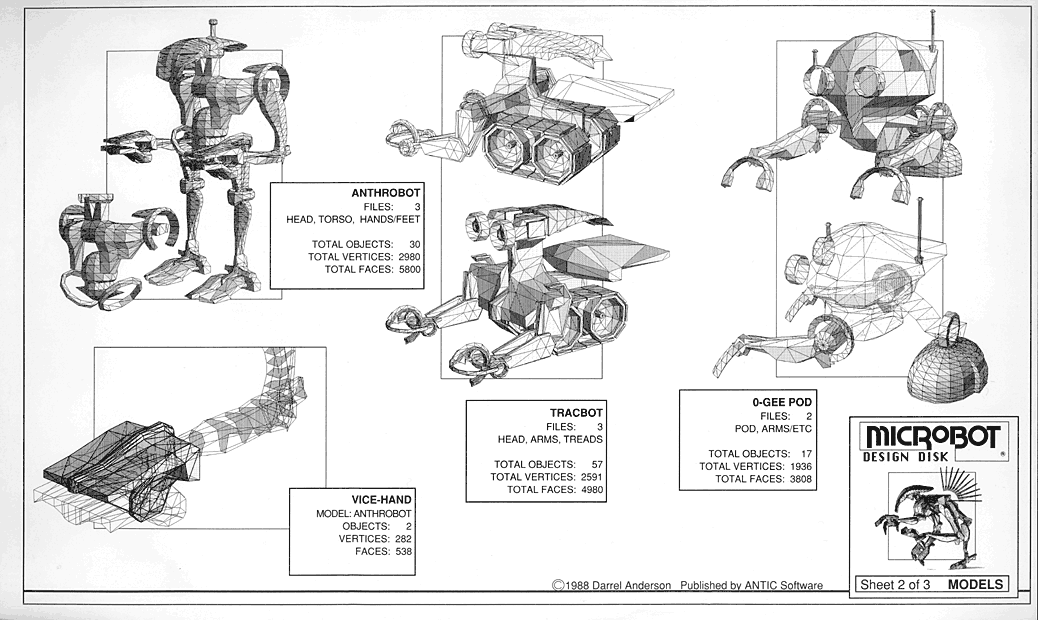 ANTHROBOT
FILES: 3
HEAD, TORSO, HANDS/FEET
TOTAL OBJECTS: 30
TOTAL VERTICES: 2980
TOTAL FACES: 5800
TRACBOT
FILES: 3
HEAD, ARMS, TREADS
TOTAL OBJECTS: 57
TOTAL VERTICES: 2591
TOTAL FACES: 4980
0-GEE POD
FILES: 2
POD, ARMS/ETC
TOTAL OBJECTS: 17
TOTAL VERTICES: 1936
TOTAL FACES: 3808
VICE-HAND
MODEL: ANTHROBOT
OBJECTS: 2
VERTICES: 282
FACES: 538
MICROBOT
DESIGN DISK ®
©1988 Darrel Anderson Published by ANTIC Software
Sheet 2 of 3 MODELS